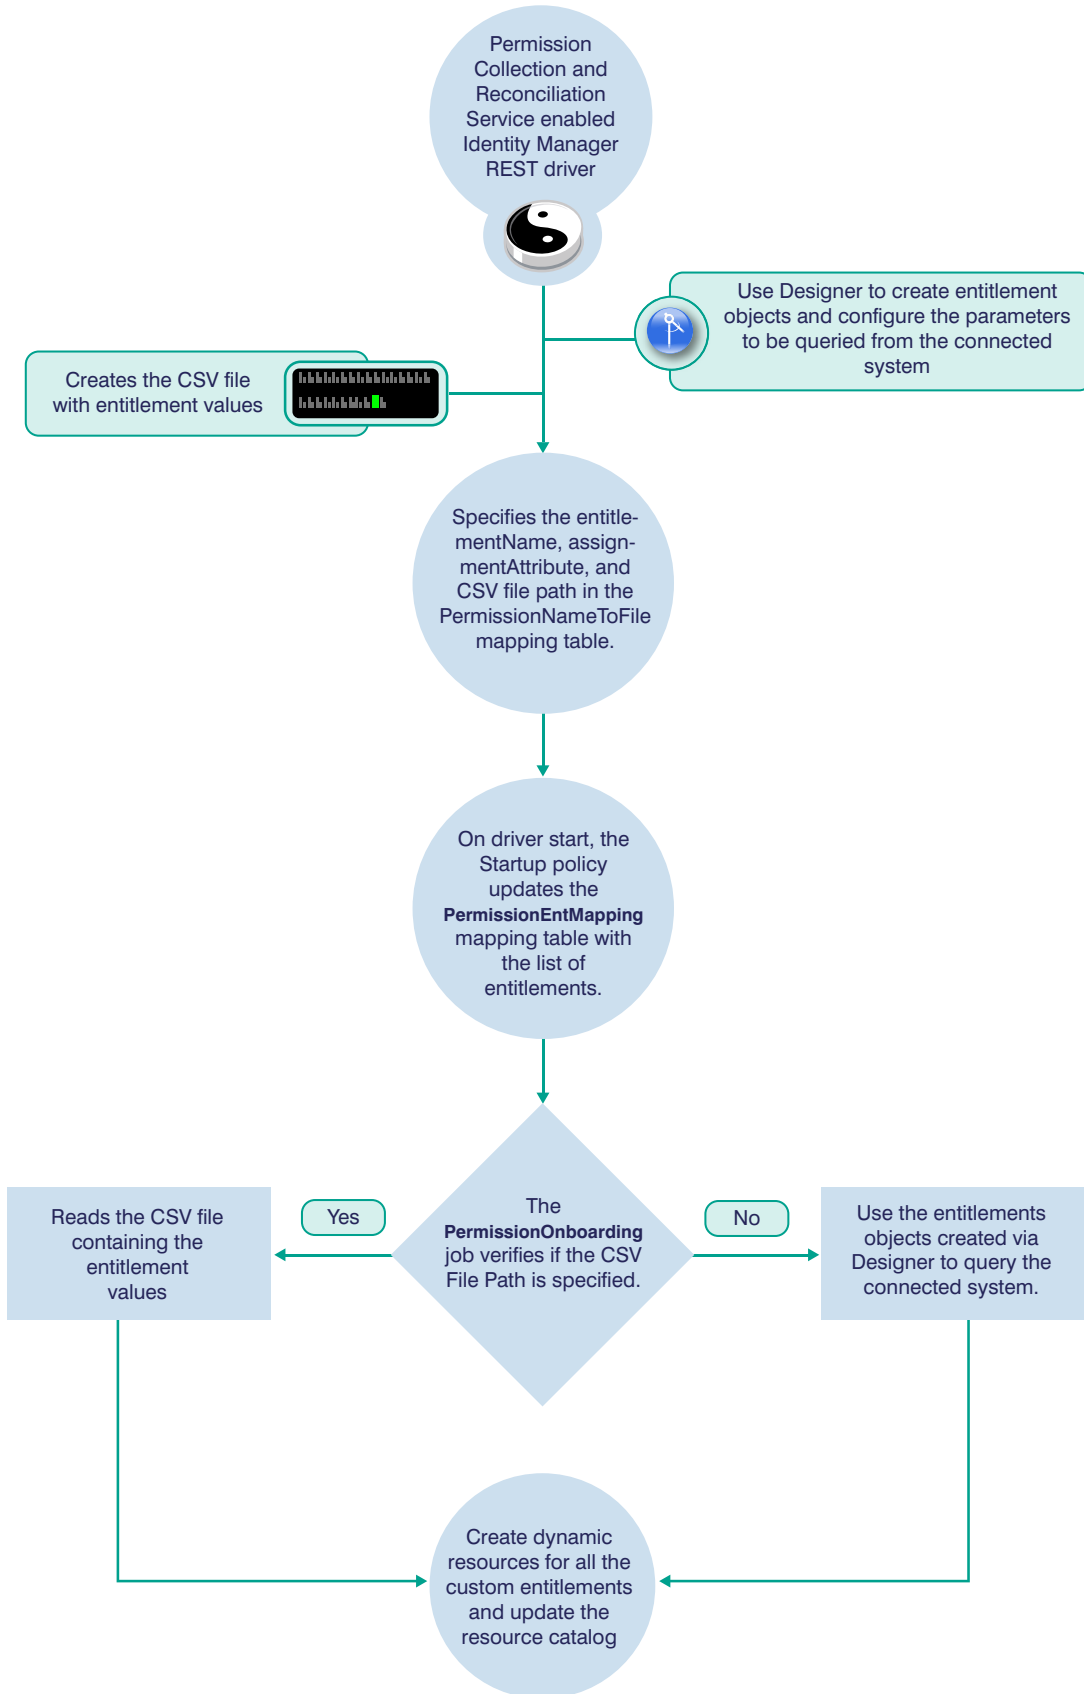 Permission
Collection and
Reconciliation
Service enabled
Identity Manager
REST driver
Use Designer to create entitlement
objects and configure the parameters
to be queried from the connected
system
Creates the CSV file
with entitlement values
Specifies the entitle-
mentName, assign-
mentAttribute, and
CSV file path in the
PermissionNameToFile
mapping table.
On driver start, the
Startup policy
updates the
PermissionEntMapping
mapping table with
the list of
entitlements.
The
PermissionOnboarding
job verifies if the CSV
File Path is specified.
Yes
No
Reads the CSV file
containing the
entitlement
values
Use the entitlements
objects created via
Designer to query the
connected system.
Create dynamic
resources for all the
custom entitlements
and update the
resource catalog